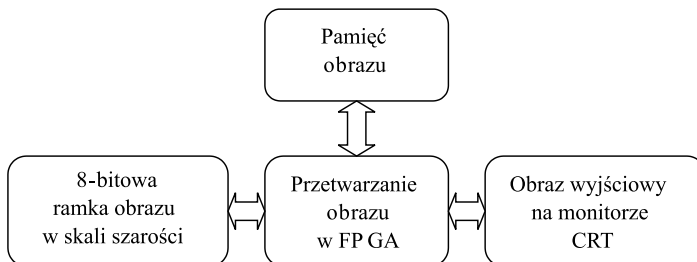 Pamięć
obrazu
8-bitowa
ramka obrazu
w skali szarości
Przetwarzanie
obrazu
w FP GA
Obraz wyjściowy
na monitorze
CRT